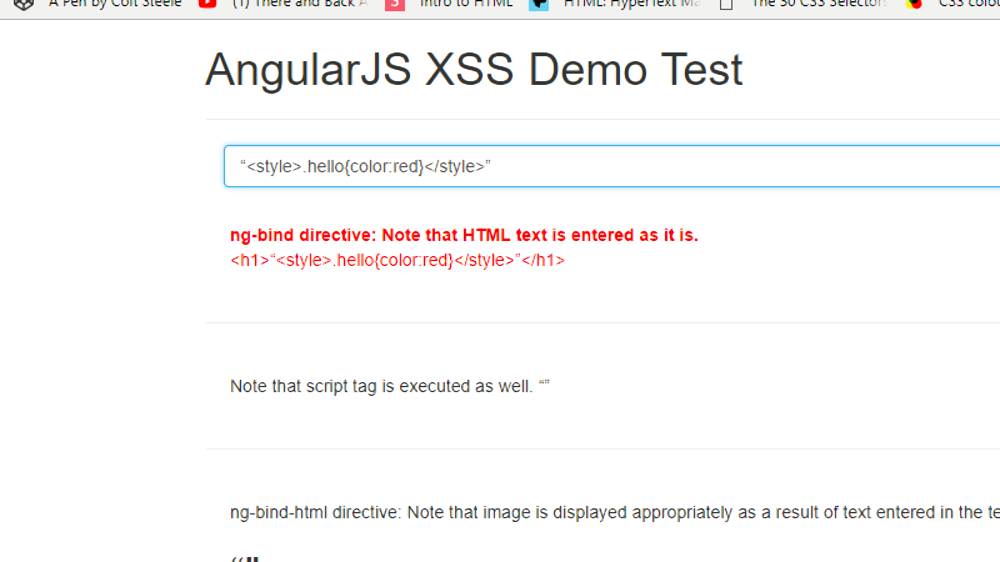 A Pen by Colt Steele (1) There and Back A Intro to HTML HTML: HyperText Ma The 30 CSS Selectors CSS colou
AngularJS XSS Demo Test
“<style>.hello{color:red}</style>”
ng-bind directive: Note that HTML text is entered as it is.
<h1>“<style>.hello{color:red}</style>”</h1>
Note that script tag is executed as well. “”
ng-bind-html directive: Note that image is displayed appropriately as a result of text entered in the te